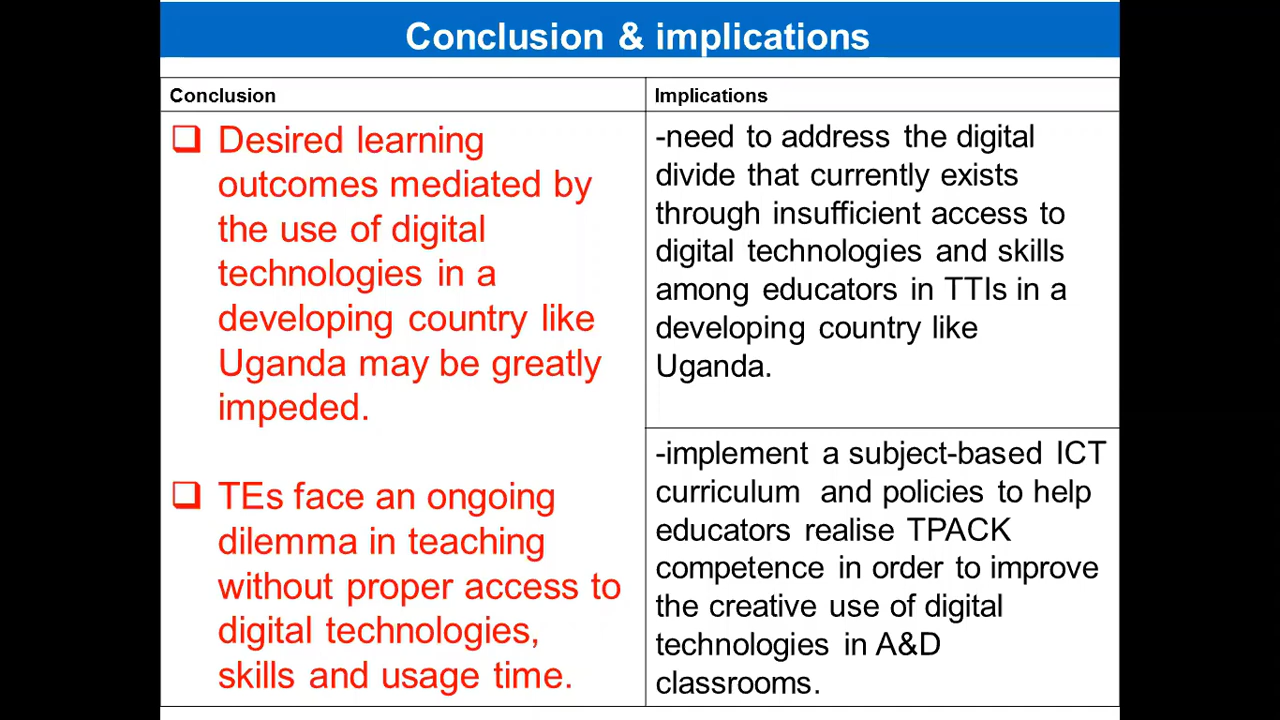 Conclusion & implications
Conclusion
Implications
❑ Desired learning
outcomes mediated by
the use of digital
technologies in a
developing country like
Uganda may be greatly
impeded.
❑ TEs face an ongoing
dilemma in teaching
without proper access to
digital technologies,
skills and usage time.
-need to address the digital
divide that currently exists
through insufficient access to
digital technologies and skills
among educators in TTIs in a
developing country like
Uganda.
-implement a subject-based ICT
curriculum and policies to help
educators realise TPACK
competence in order to improve
the creative use of digital
technologies in A&D
classrooms.